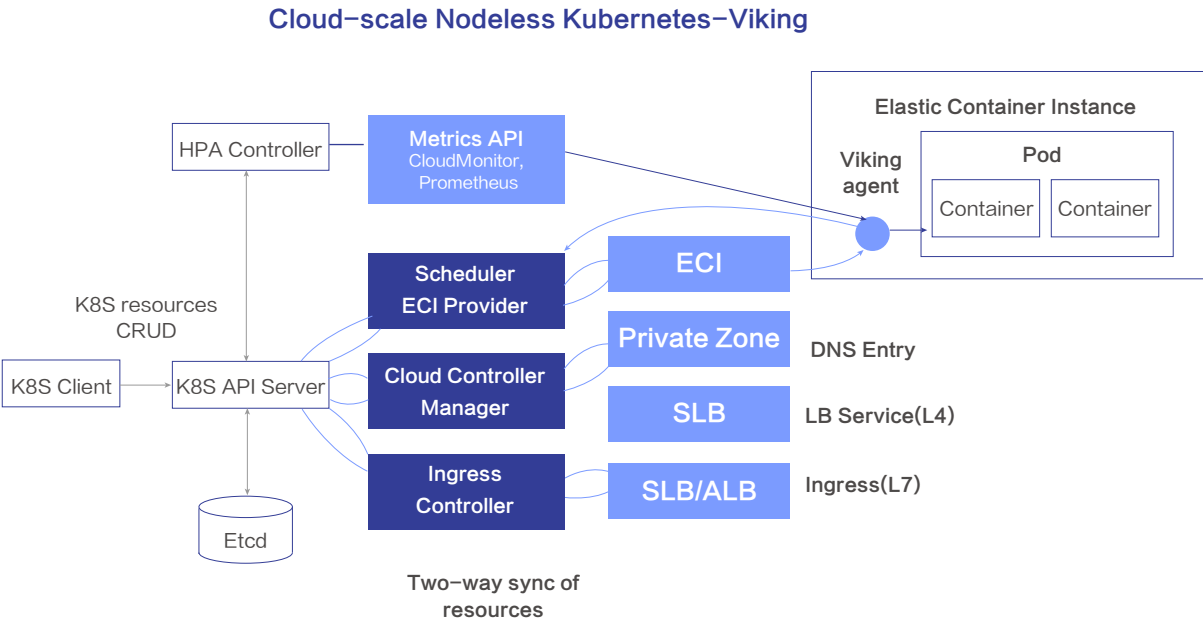 Cloud-scale Nodeless Kubernetes-Viking
HPA Controller
Metrics API
CloudMonitor,
Prometheus
Elastic Container Instance
Viking
agent
Pod
Container
Container
Scheduler
ECI Provider
ECI
K8S resources
CRUD
Private Zone
DNS Entry
K8S Client
K8S API Server
Cloud Controller
Manager
SLB
LB Service(L4)
Ingress
Controller
SLB/ALB
Ingress(L7)
Etcd
Two-way sync of
resources